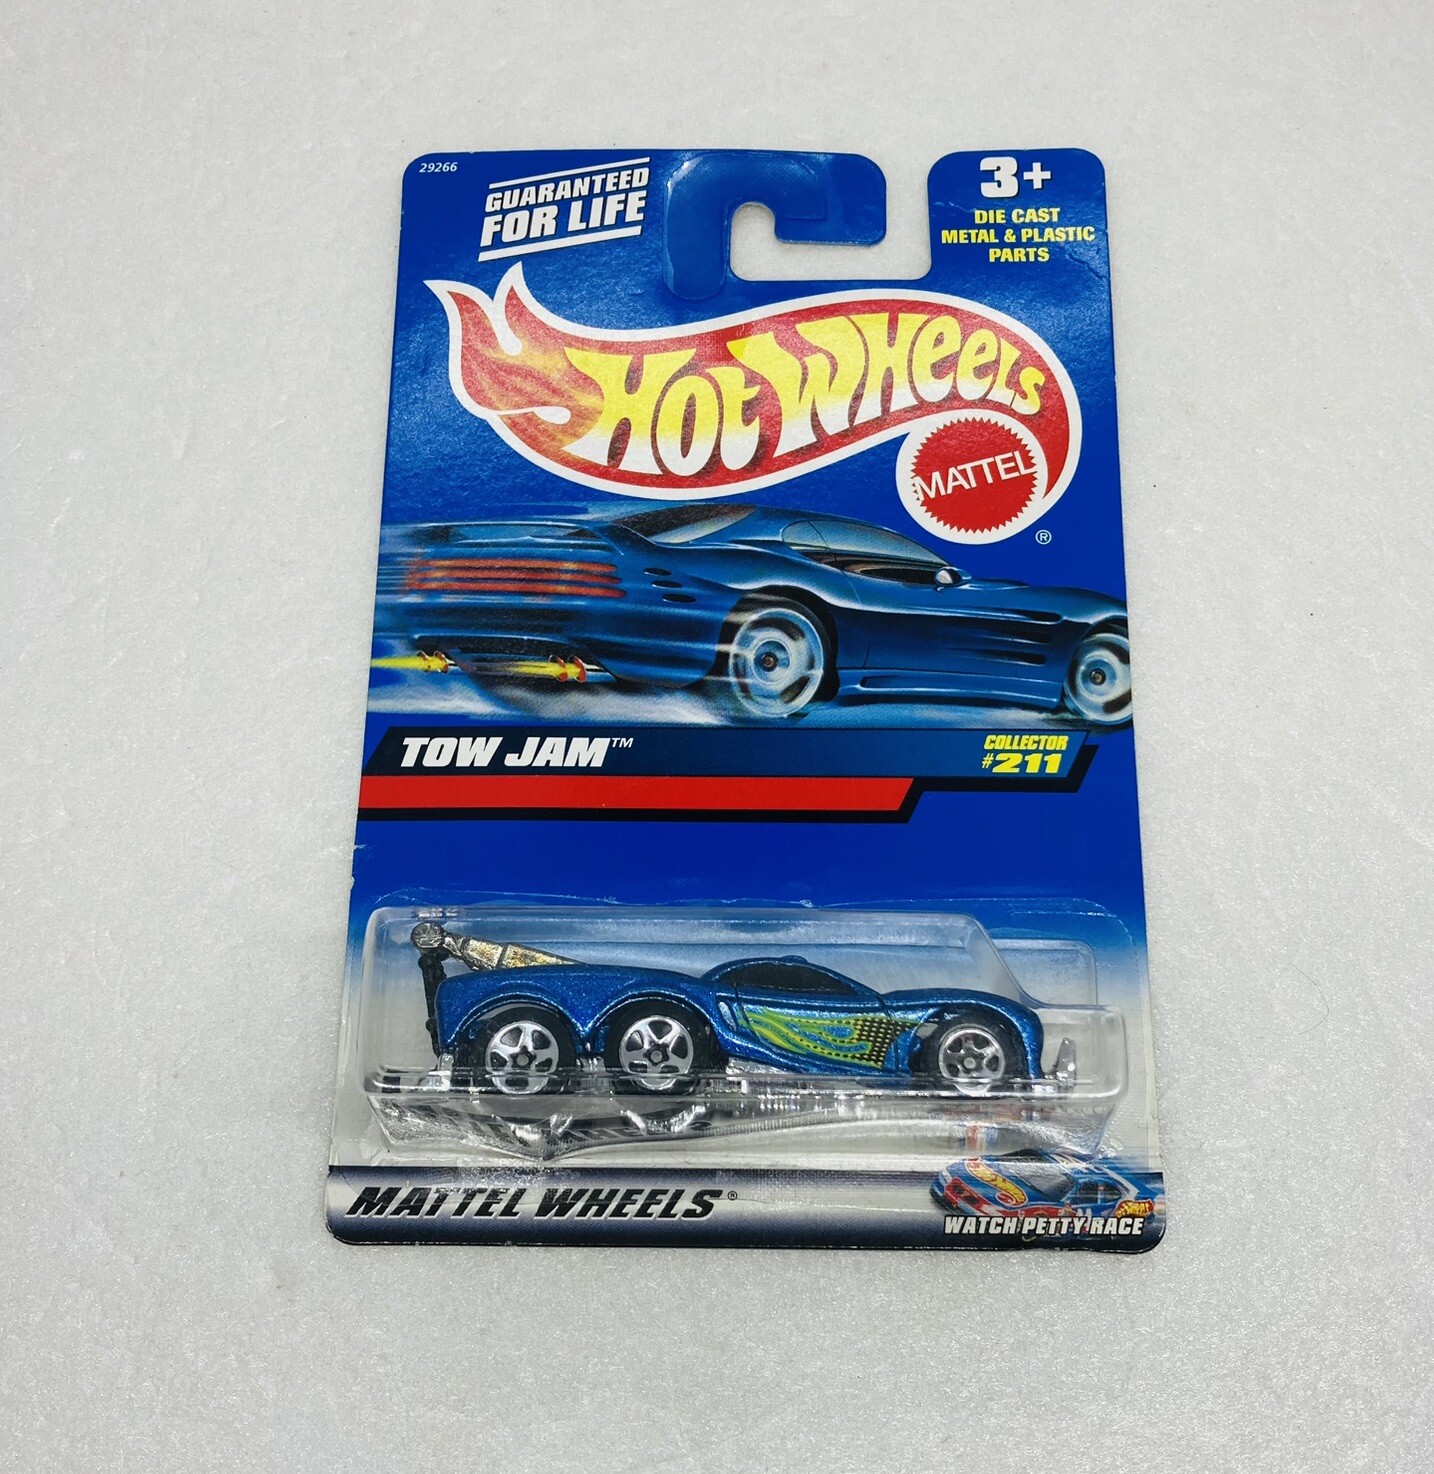 29266
GUARANTEED
FOR LIFE
3+
DIE CAST
METAL & PLASTIC
PARTS
HOT WHEELS
MATTEL
®
TOW JAM™
COLLECTOR
#211
MATTEL WHEELS®
WATCH PETTY RACE